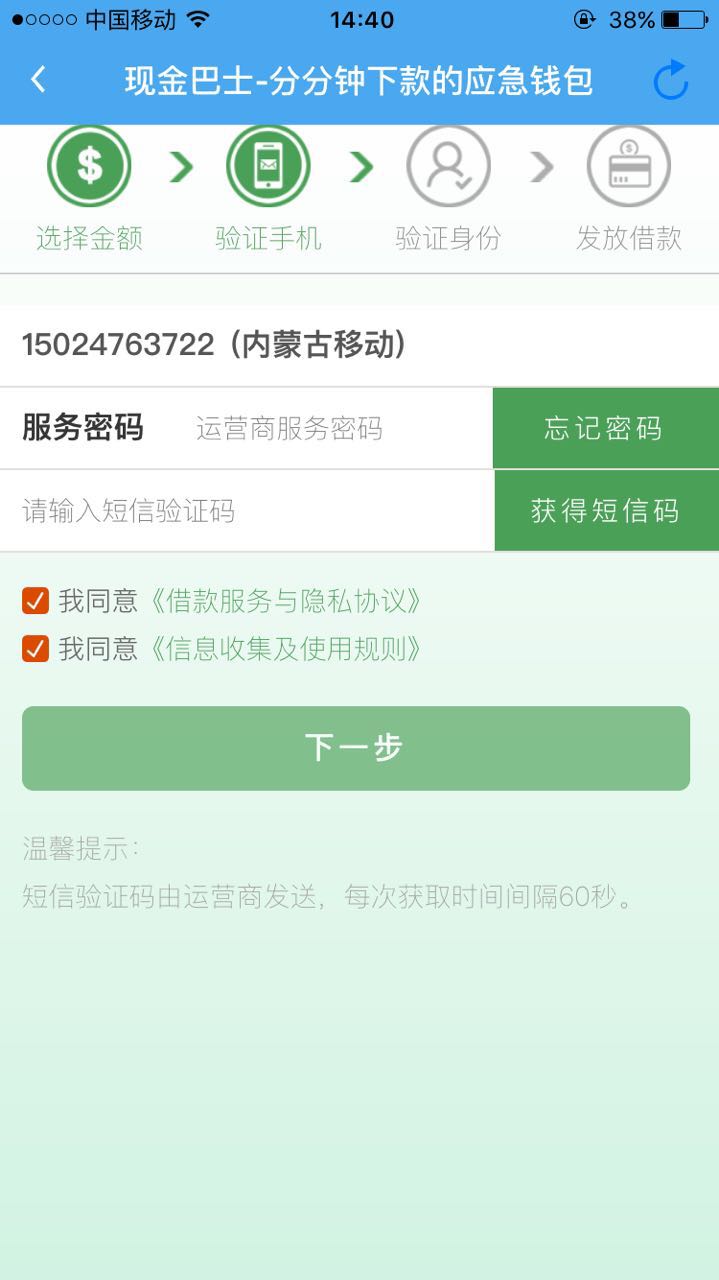 中国移动 14:40 38%
现金巴士-分分钟下款的应急钱包
选择金额 验证手机 验证身份 发放借款
15024763722（内蒙古移动）
服务密码 运营商服务密码 忘记密码
请输入短信验证码 获得短信码
我同意《借款服务与隐私协议》
我同意《信息收集及使用规则》
下一步
温馨提示：
短信验证码由运营商发送，每次获取时间间隔60秒。